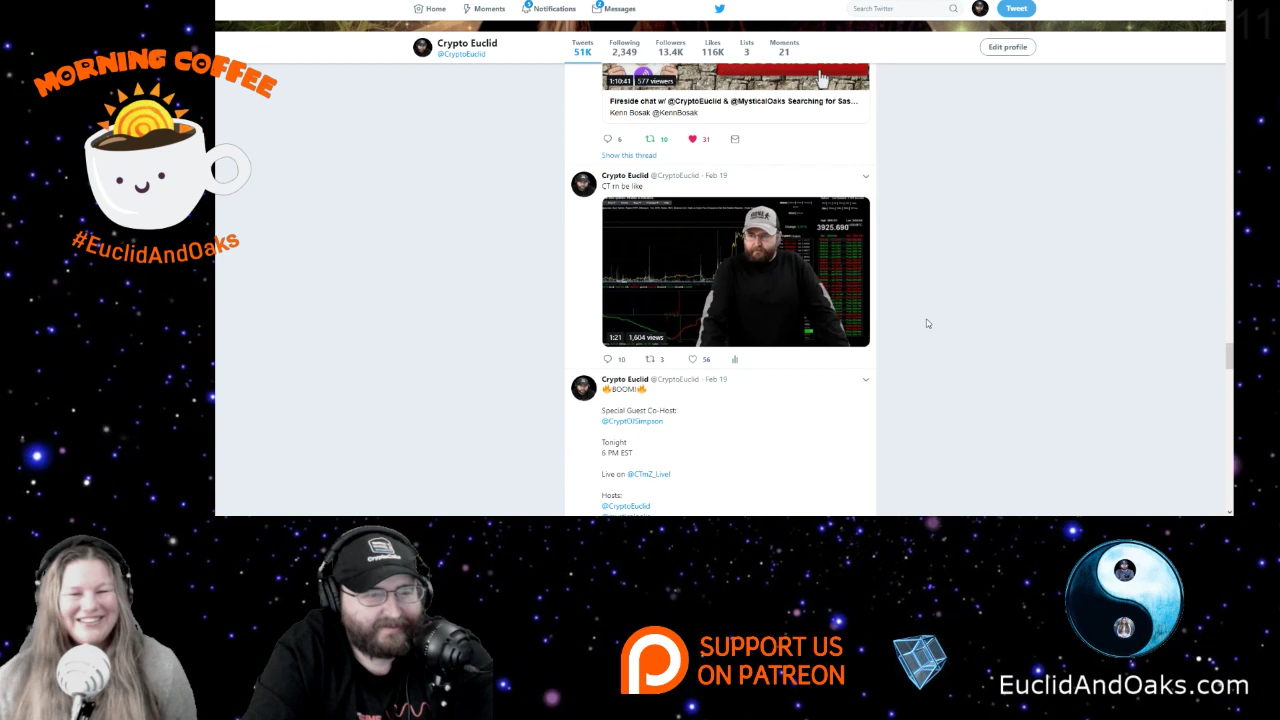 Home
Moments
5
Notifications
2
Messages
Search Twitter
Tweet
11
MORNING COFFEE
#EuclidAndOaks
Crypto Euclid
@CryptoEuclid
Tweets
51K
Following
2,349
Followers
13.4K
Likes
116K
Lists
3
Moments
21
Edit profile
1:10:41
577 viewers
Fireside chat w/ @CryptoEuclid & @MysticalOaks Searching for Sas...
Kenn Bosak @KennBosak
6
10
31
Show this thread
Crypto Euclid @CryptoEuclid · Feb 19
CT rn be like
3925.690
1:21
1,604 views
10
3
56
Crypto Euclid @CryptoEuclid · Feb 19
🔥BOOM!🔥
Special Guest Co-Host:
@CryptOJSimpson
Tonight
6 PM EST
Live on @CTmZ_Live!
Hosts:
@CryptoEuclid
SUPPORT US
ON PATREON
EuclidAndOaks.com